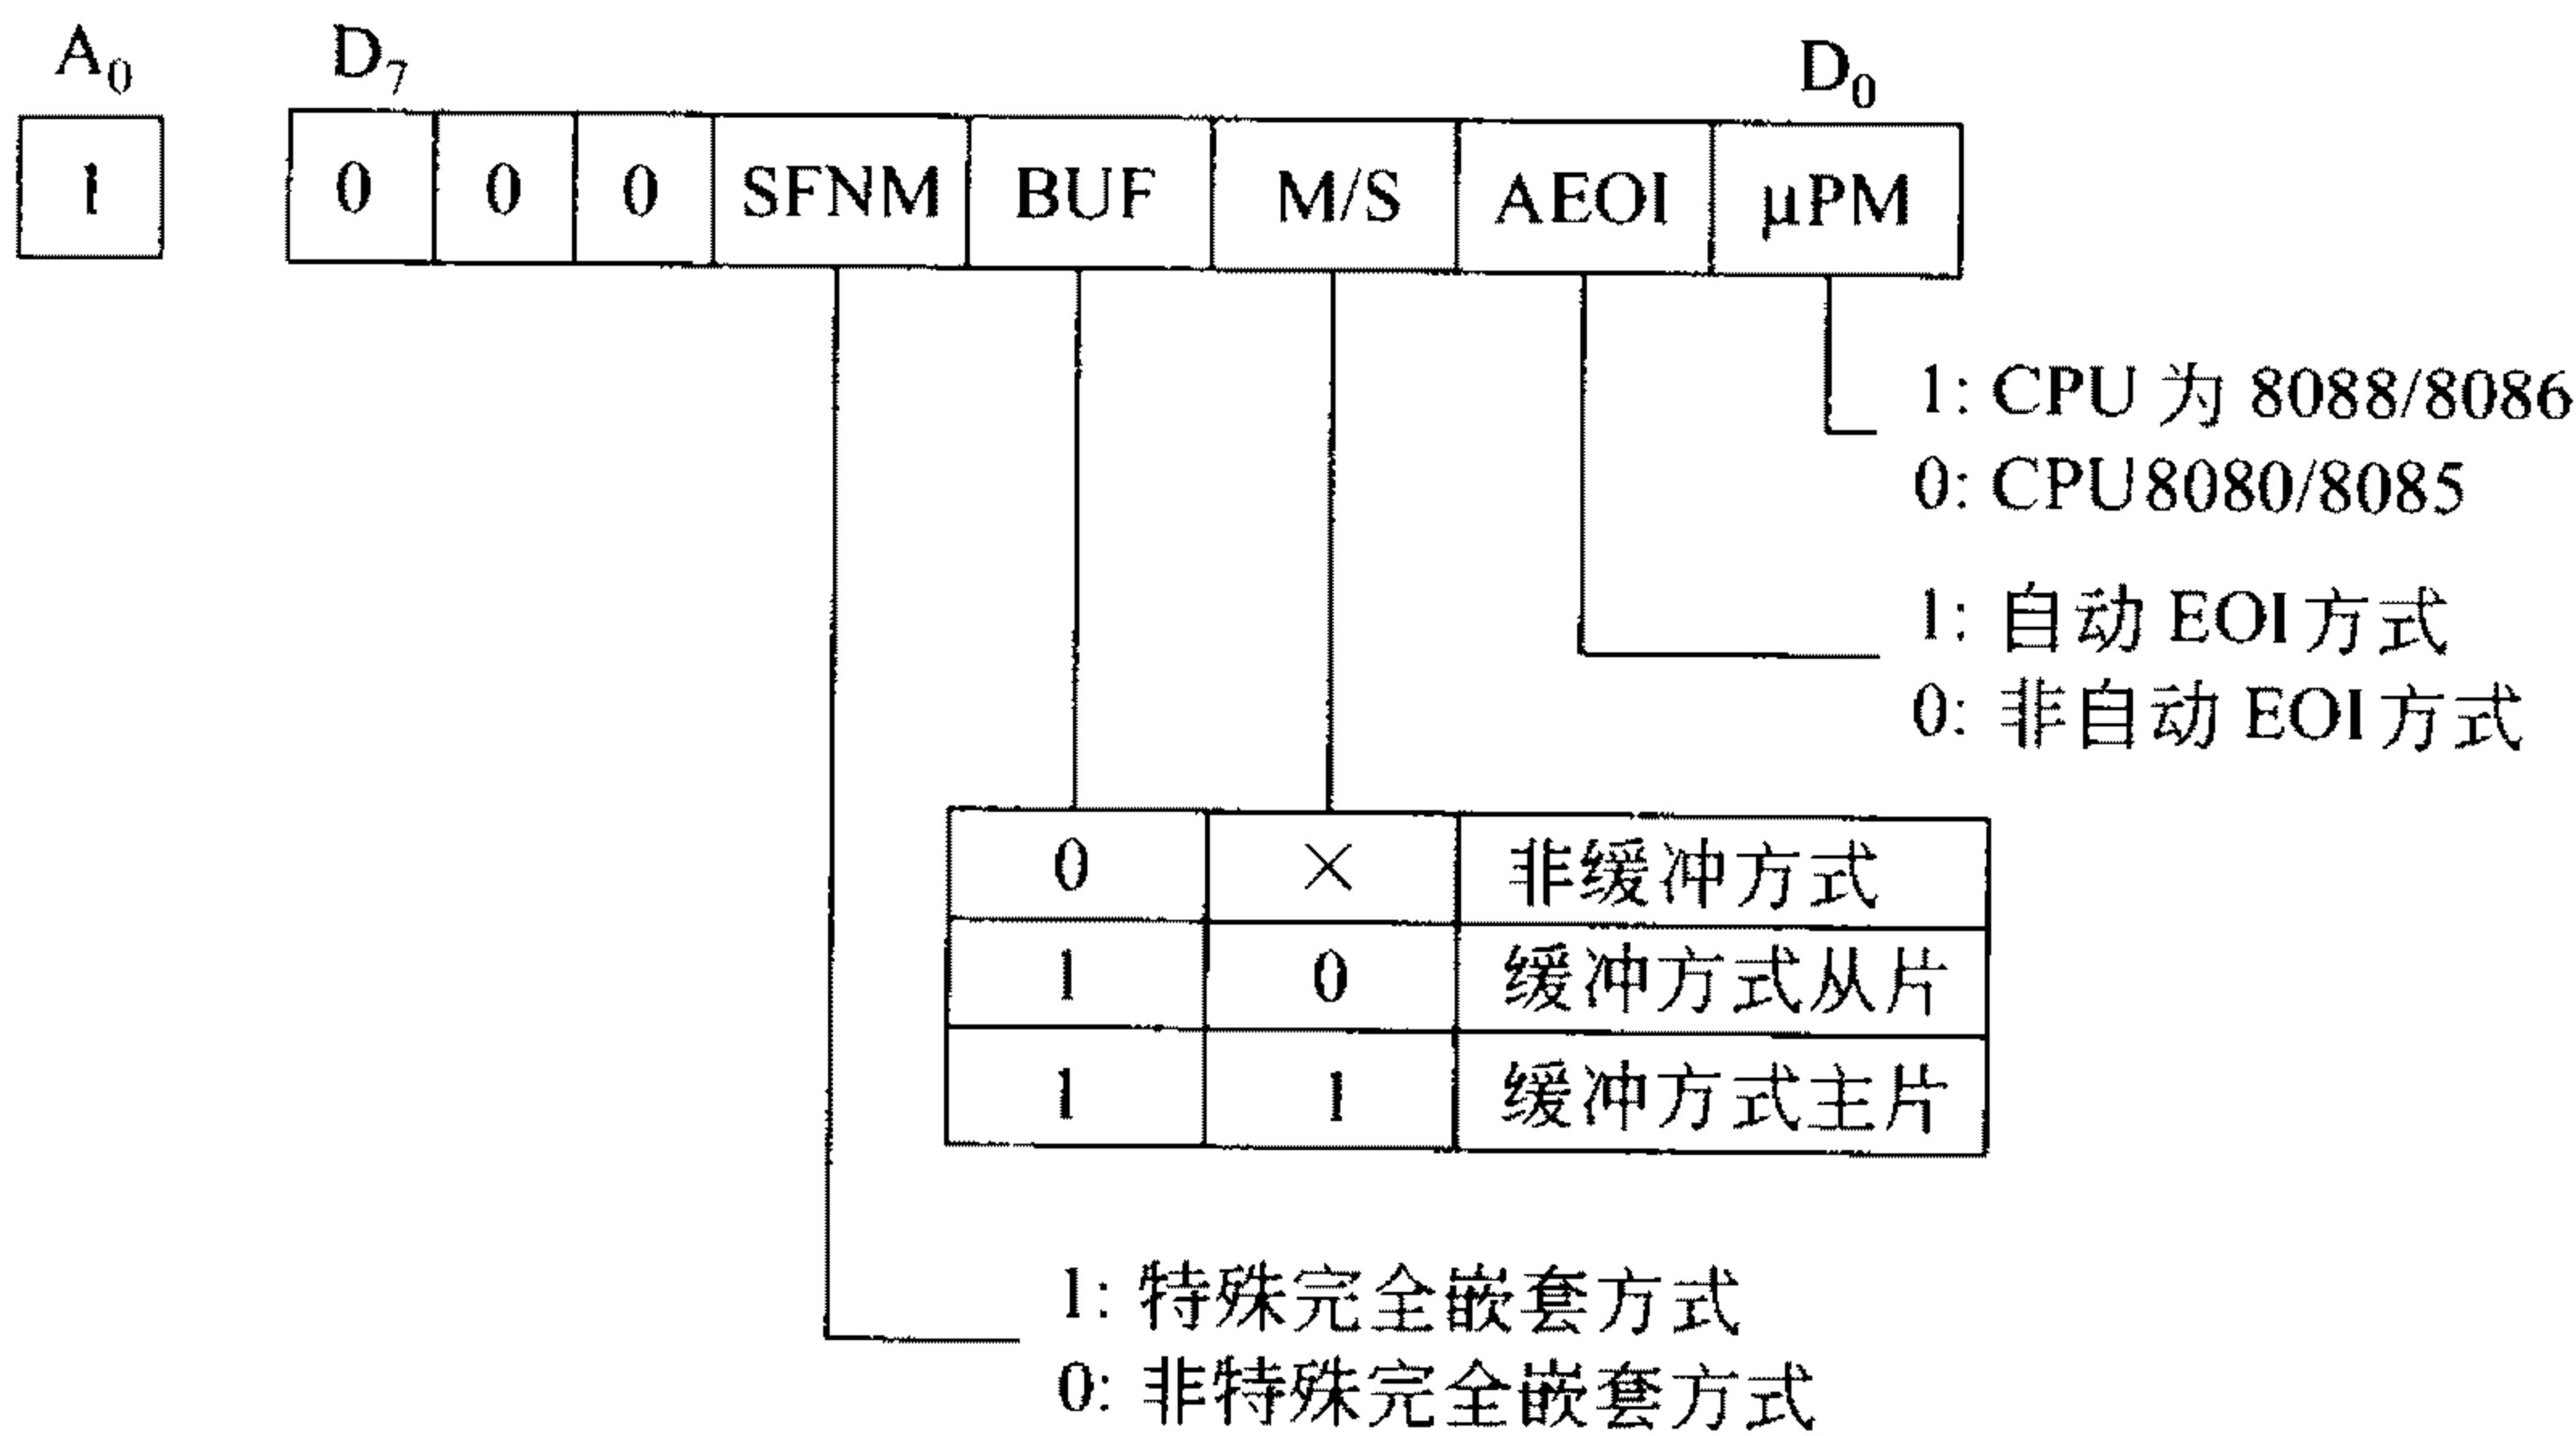 A₀ D₇ D₀
1 0 0 0 SFNM BUF M/S AEOI μPM
1: CPU 为 8088/8086
0: CPU8080/8085
1: 自动 EOI 方式
0: 非自动 EOI 方式
0 × 非缓冲方式
1 0 缓冲方式从片
1 1 缓冲方式主片
1: 特殊完全嵌套方式
0: 非特殊完全嵌套方式